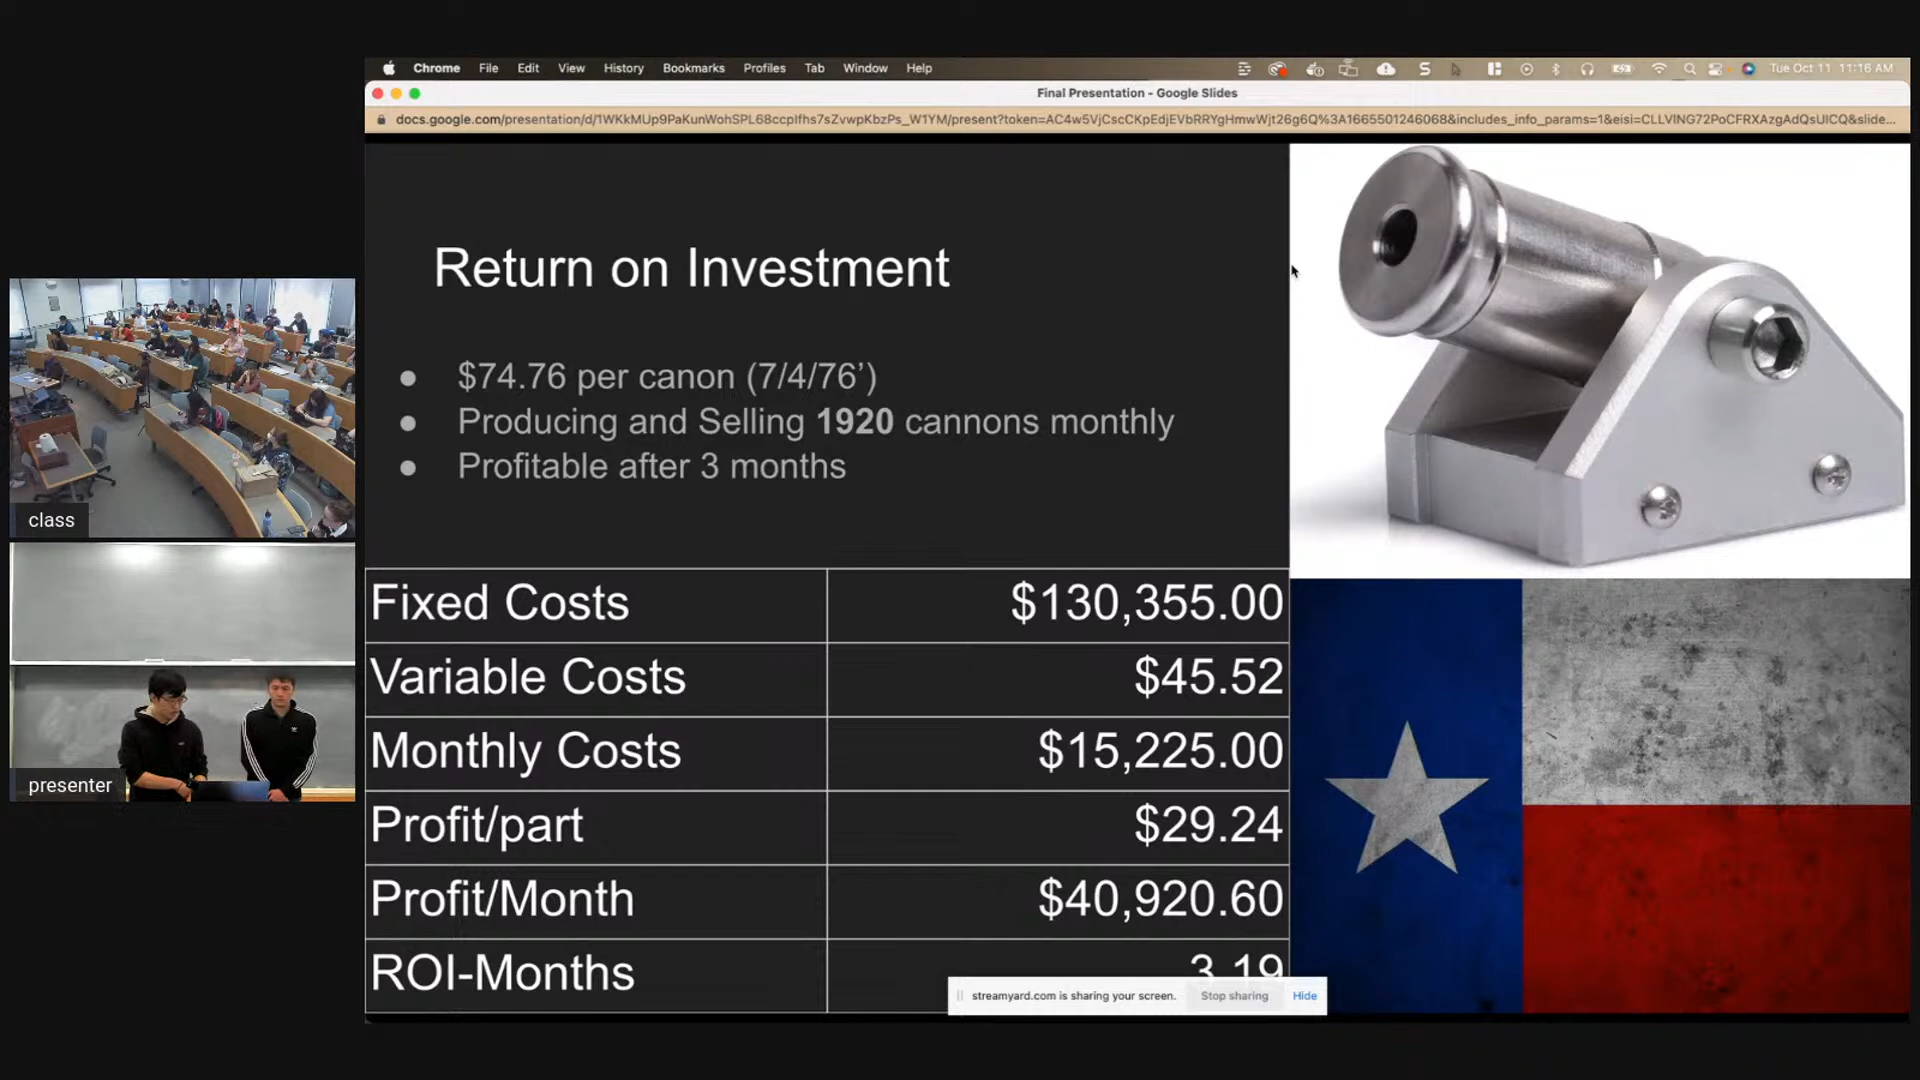 Chrome File Edit View History Bookmarks Profiles Tab Window Help
Tue Oct 11 11:16 AM
Final Presentation - Google Slides
Return on Investment
● $74.76 per canon (7/4/76’)
● Producing and Selling 1920 cannons monthly
● Profitable after 3 months
Fixed Costs $130,355.00
Variable Costs $45.52
Monthly Costs $15,225.00
Profit/part $29.24
Profit/Month $40,920.60
ROI-Months 3.19
streamyard.com is sharing your screen. Stop sharing Hide
class
presenter